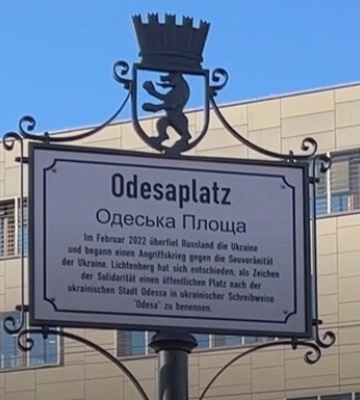 Odesaplatz
Одеська Площа
Im Februar 2022 überfiel Russland die Ukraine
und begann einen Angriffskrieg gegen die Souveränität
der Ukraine. Lichtenberg hat sich entschieden, als Zeichen
der Solidarität einen öffentlichen Platz nach der
ukrainischen Stadt Odessa in ukrainischer Schreibweise
"Odesa" zu benennen.